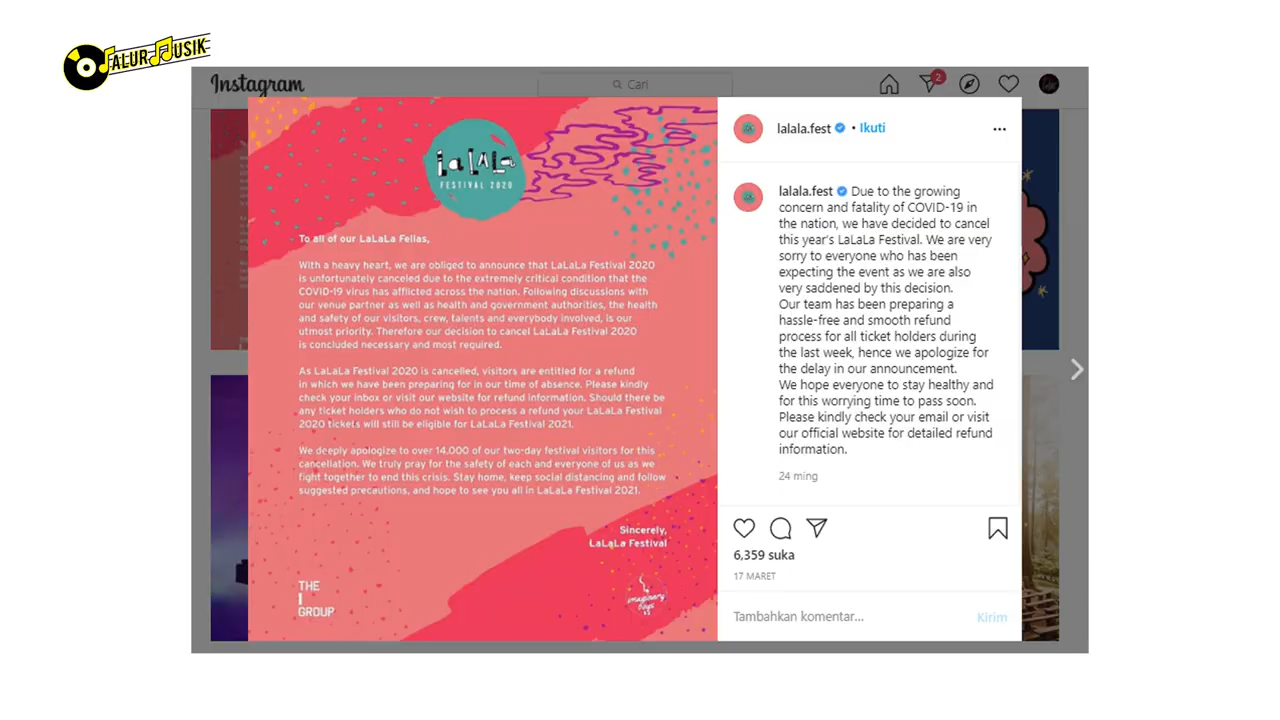 ALUR MUSIK
Instagram
Cari
2
LaLaLa
FESTIVAL 2020
To all of our LaLaLa Fellas,
With a heavy heart, we are obliged to announce that LaLaLa Festival 2020
is unfortunately canceled due to the extremely critical condition that the
COVID-19 virus has afflicted across the nation. Following discussions with
our venue partner as well as health and government authorities, the health
and safety of our visitors, crew, talents and everybody involved, is our
utmost priority. Therefore our decision to cancel LaLaLa Festival 2020
is concluded necessary and most required.
As LaLaLa Festival 2020 is cancelled, visitors are entitled for a refund
in which we have been preparing for in our time of absence. Please kindly
check your inbox or visit our website for refund information. Should there be
any ticket holders who do not wish to process a refund your LaLaLa Festival
2020 tickets will still be eligible for LaLaLa Festival 2021.
We deeply apologize to over 14.000 of our two-day festival visitors for this
cancellation. We truly pray for the safety of each and everyone of us as we
fight together to end this crisis. Stay home, keep social distancing and follow
suggested precautions, and hope to see you all in LaLaLa Festival 2021.
Sincerely,
LaLaLa Festival
THE
1
GROUP
imaginary
days
lalala.fest • Ikuti
lalala.fest Due to the growing
concern and fatality of COVID-19 in
the nation, we have decided to cancel
this year's LaLaLa Festival. We are very
sorry to everyone who has been
expecting the event as we are also
very saddened by this decision.
Our team has been preparing a
hassle-free and smooth refund
process for all ticket holders during
the last week, hence we apologize for
the delay in our announcement.
We hope everyone to stay healthy and
for this worrying time to pass soon.
Please kindly check your email or visit
our official website for detailed refund
information.
24 ming
6,359 suka
17 MARET
Tambahkan komentar...
Kirim